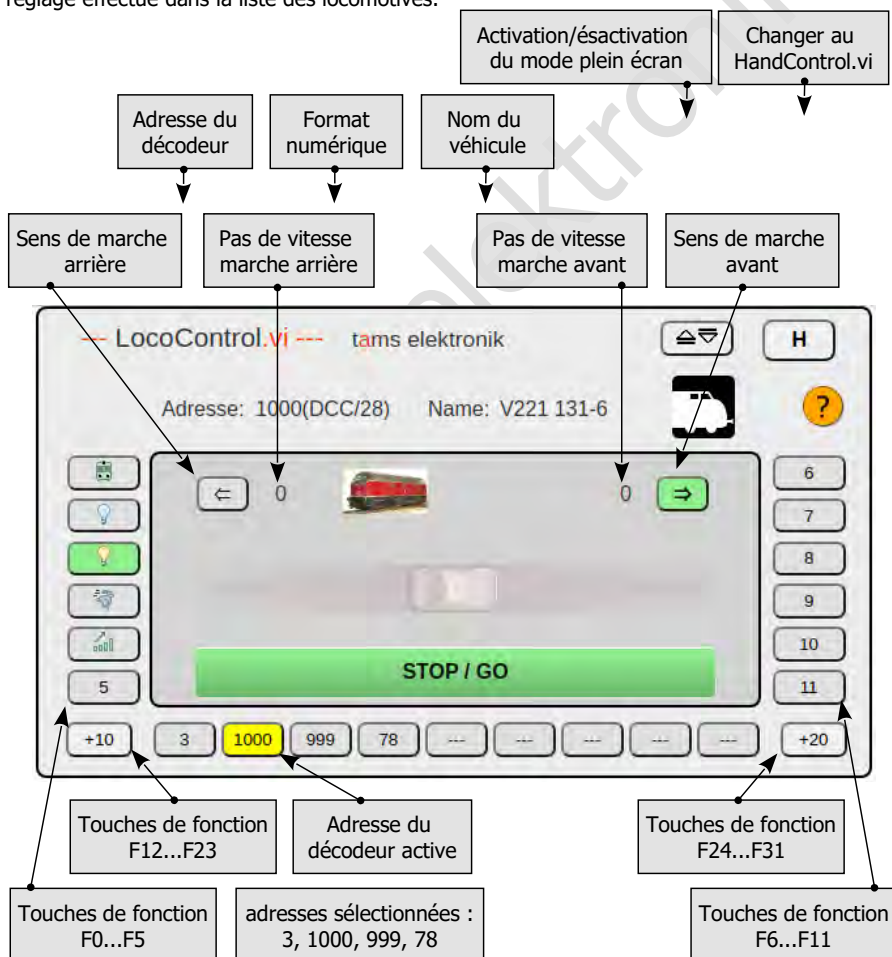 réglage effectué dans la liste des locomotives.
Activation/ésactivation
du mode plein écran
Changer au
HandControl.vi
Adresse du
décodeur
Format
numérique
Nom du
véhicule
Sens de marche
arrière
Pas de vitesse
marche arrière
Pas de vitesse
marche avant
Sens de marche
avant
--- LocoControl.vi --- tams elektronik
H
Adresse: 1000(DCC/28) Name: V221 131-6
?
⇐ 0
0 ⇒
6
7
8
9
10
5
11
STOP / GO
+10 3 1000 999 78 --- --- --- --- --- +20
Touches de fonction
F12...F23
Adresse du
décodeur active
Touches de fonction
F24...F31
Touches de fonction
F0...F5
adresses sélectionnées :
3, 1000, 999, 78
Touches de fonction
F6...F11
elektroni